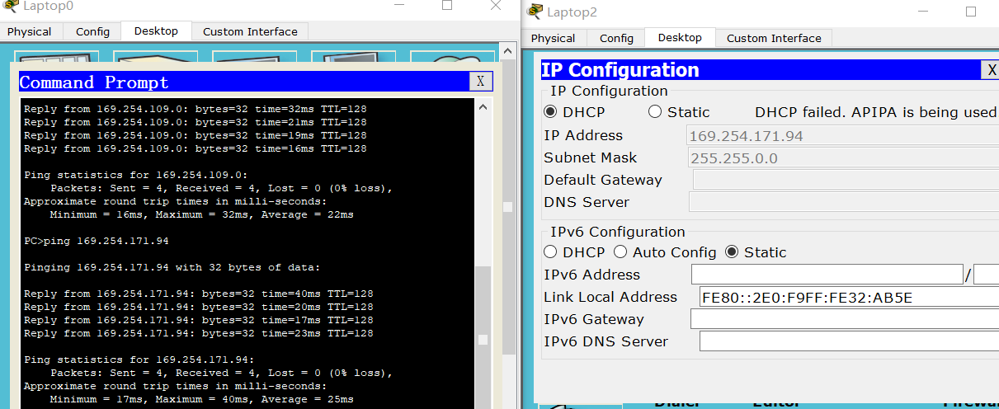 Laptop0
Physical Config Desktop Custom Interface
Command Prompt X
Reply from 169.254.109.0: bytes=32 time=32ms TTL=128
Reply from 169.254.109.0: bytes=32 time=21ms TTL=128
Reply from 169.254.109.0: bytes=32 time=19ms TTL=128
Reply from 169.254.109.0: bytes=32 time=16ms TTL=128
Ping statistics for 169.254.109.0:
Packets: Sent = 4, Received = 4, Lost = 0 (0% loss),
Approximate round trip times in milli-seconds:
Minimum = 16ms, Maximum = 32ms, Average = 22ms
PC>ping 169.254.171.94
Pinging 169.254.171.94 with 32 bytes of data:
Reply from 169.254.171.94: bytes=32 time=40ms TTL=128
Reply from 169.254.171.94: bytes=32 time=20ms TTL=128
Reply from 169.254.171.94: bytes=32 time=17ms TTL=128
Reply from 169.254.171.94: bytes=32 time=23ms TTL=128
Ping statistics for 169.254.171.94:
Packets: Sent = 4, Received = 4, Lost = 0 (0% loss),
Approximate round trip times in milli-seconds:
Minimum = 17ms, Maximum = 40ms, Average = 25ms
Laptop2
Physical Config Desktop Custom Interface
IP Configuration X
IP Configuration
DHCP Static DHCP failed. APIPA is being used
IP Address 169.254.171.94
Subnet Mask 255.255.0.0
Default Gateway
DNS Server
IPv6 Configuration
DHCP Auto Config Static
IPv6 Address /
Link Local Address FE80::2E0:F9FF:FE32:AB5E
IPv6 Gateway
IPv6 DNS Server
Dialer Editor